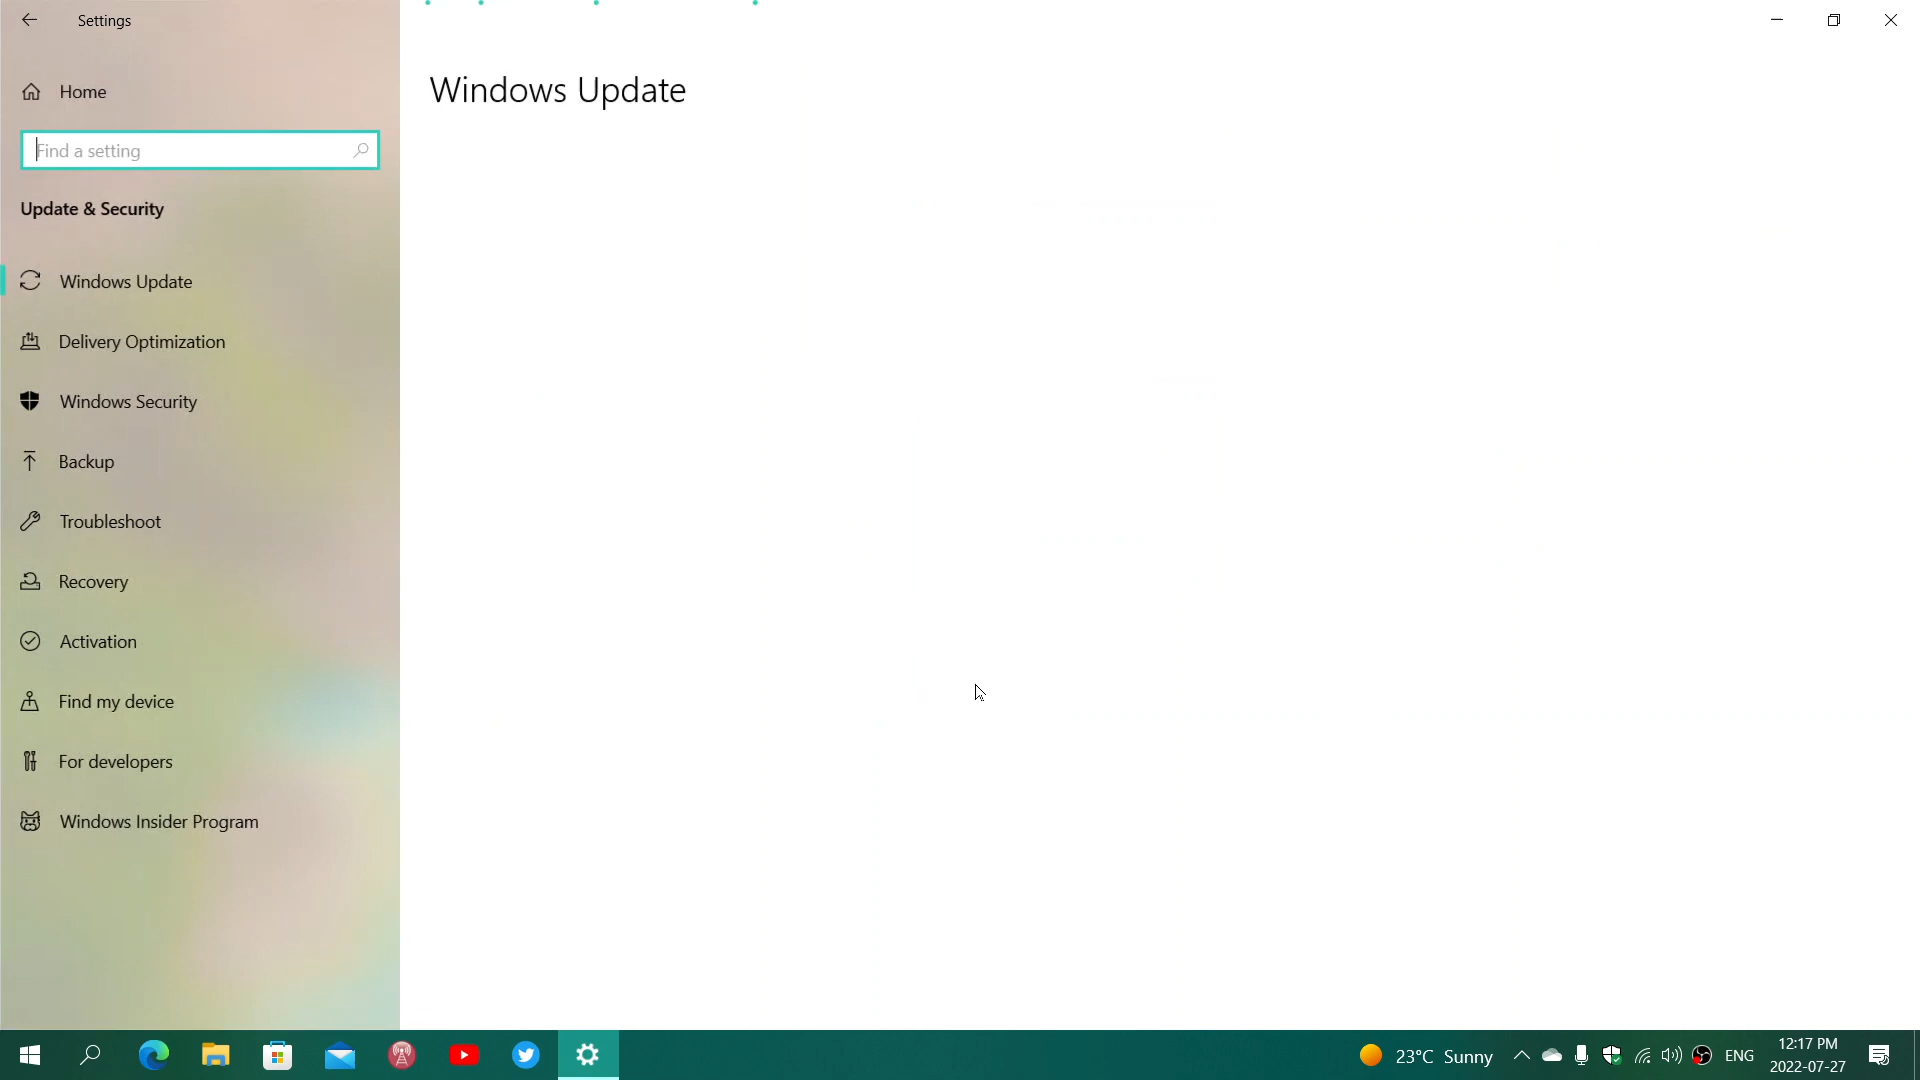 Settings
Home
Find a setting
Update & Security
Windows Update
Delivery Optimization
Windows Security
Backup
Troubleshoot
Recovery
Activation
Find my device
For developers
Windows Insider Program
Windows Update
23°C Sunny
ENG
12:17 PM
2022-07-27